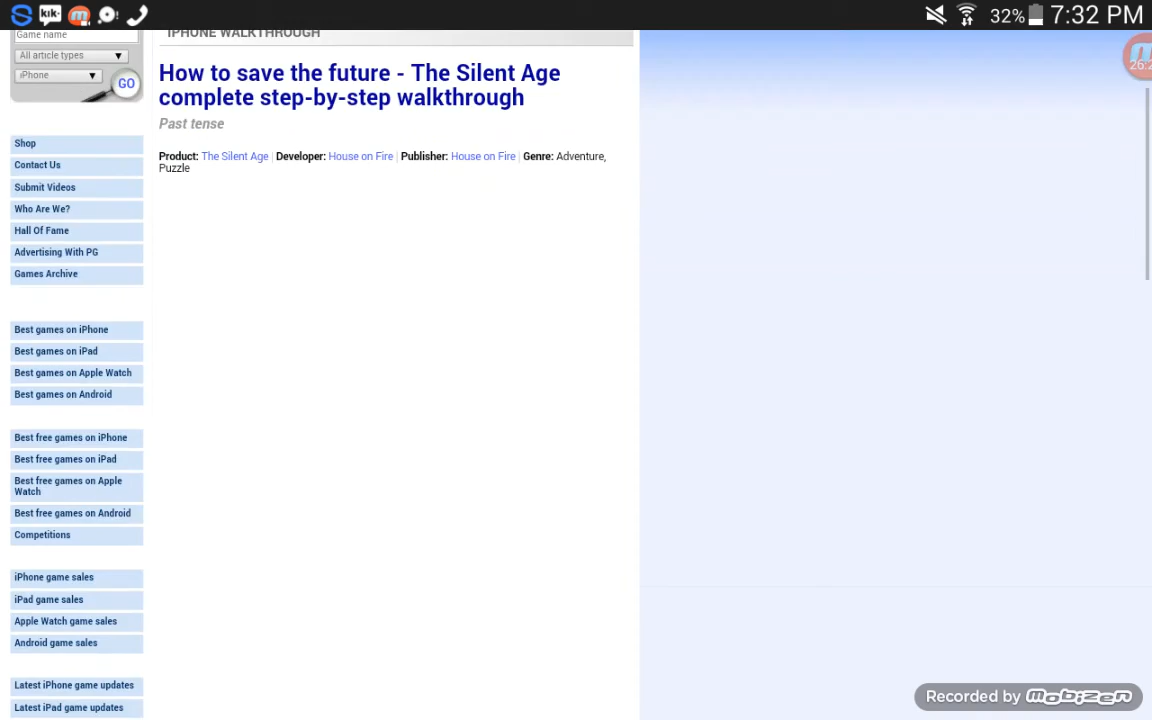 kik
32% 7:32 PM
Game name
IPHONE WALKTHROUGH
All article types
iPhone
GO
How to save the future - The Silent Age
complete step-by-step walkthrough
Past tense
Product: The Silent Age | Developer: House on Fire | Publisher: House on Fire | Genre: Adventure,
Puzzle
Shop
Contact Us
Submit Videos
Who Are We?
Hall Of Fame
Advertising With PG
Games Archive
Best games on iPhone
Best games on iPad
Best games on Apple Watch
Best games on Android
Best free games on iPhone
Best free games on iPad
Best free games on Apple
Watch
Best free games on Android
Competitions
iPhone game sales
iPad game sales
Apple Watch game sales
Android game sales
Latest iPhone game updates
Latest iPad game updates
Recorded by mobizen